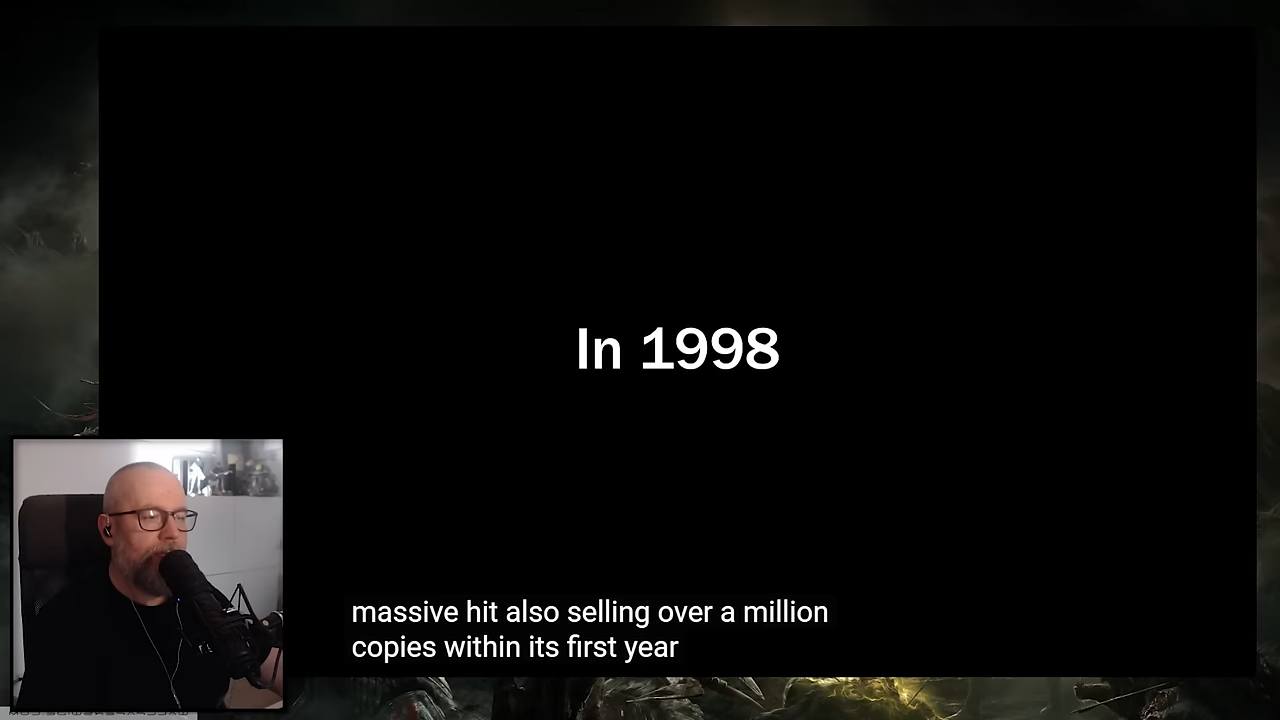 In 1998
massive hit also selling over a million
copies within its first year